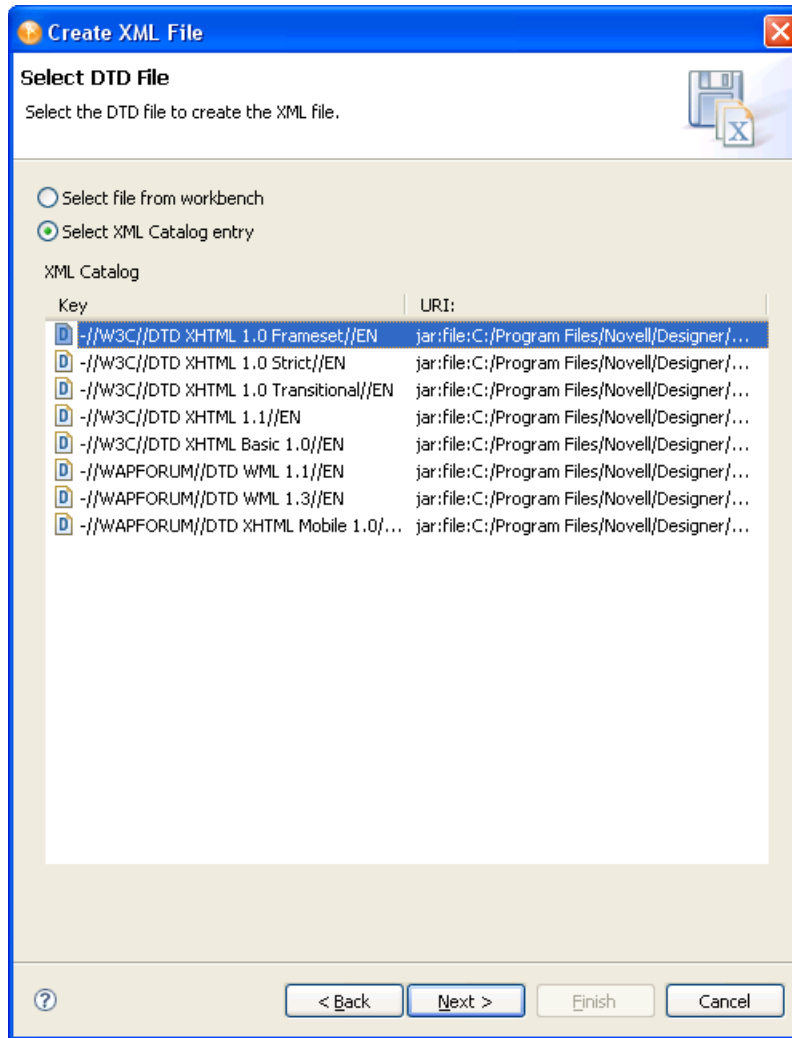 Create XML File
Select DTD File
Select the DTD file to create the XML file.
X
Select file from workbench
Select XML Catalog entry
XML Catalog
Key URI:
D -//W3C//DTD XHTML 1.0 Frameset//EN jar:file:C:/Program Files/Novell/Designer/...
D -//W3C//DTD XHTML 1.0 Strict//EN jar:file:C:/Program Files/Novell/Designer/...
D -//W3C//DTD XHTML 1.0 Transitional//EN jar:file:C:/Program Files/Novell/Designer/...
D -//W3C//DTD XHTML 1.1//EN jar:file:C:/Program Files/Novell/Designer/...
D -//W3C//DTD XHTML Basic 1.0//EN jar:file:C:/Program Files/Novell/Designer/...
D -//WAPFORUM//DTD WML 1.1//EN jar:file:C:/Program Files/Novell/Designer/...
D -//WAPFORUM//DTD WML 1.3//EN jar:file:C:/Program Files/Novell/Designer/...
D -//WAPFORUM//DTD XHTML Mobile 1.0/... jar:file:C:/Program Files/Novell/Designer/...
? < Back Next > Finish Cancel